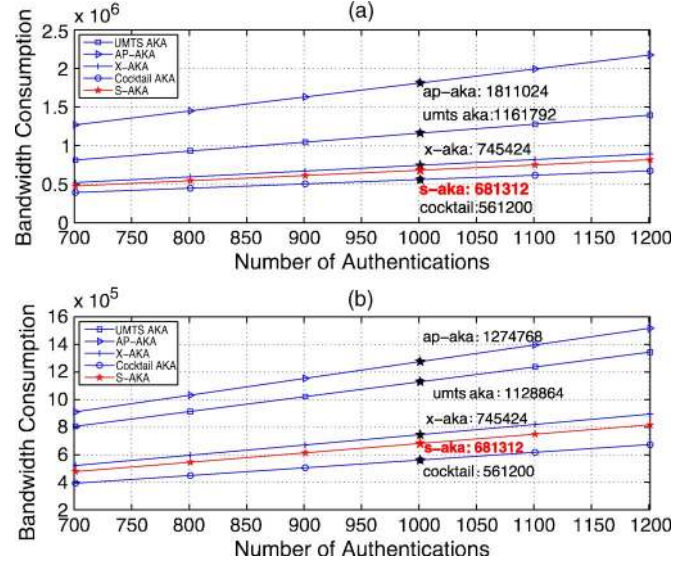 (a)
x 10^6
Bandwidth Consumption
2.5
2
1.5
1
0.5
0
UMTS AKA
AP-AKA
X-AKA
Cocktail AKA
S-AKA
ap-aka: 1811024
umts aka:1161792
x-aka: 745424
s-aka: 681312
cocktail:561200
700 750 800 850 900 950 1000 1050 1100 1150 1200
Number of Authentications
(b)
x 10^5
Bandwidth Consumption
16
14
12
10
8
6
4
2
UMTS AKA
AP-AKA
X-AKA
Cocktail AKA
S-AKA
ap-aka: 1274768
umts aka: 1128864
x-aka: 745424
s-aka: 681312
cocktail: 561200
700 750 800 850 900 950 1000 1050 1100 1150 1200
Number of Authentications